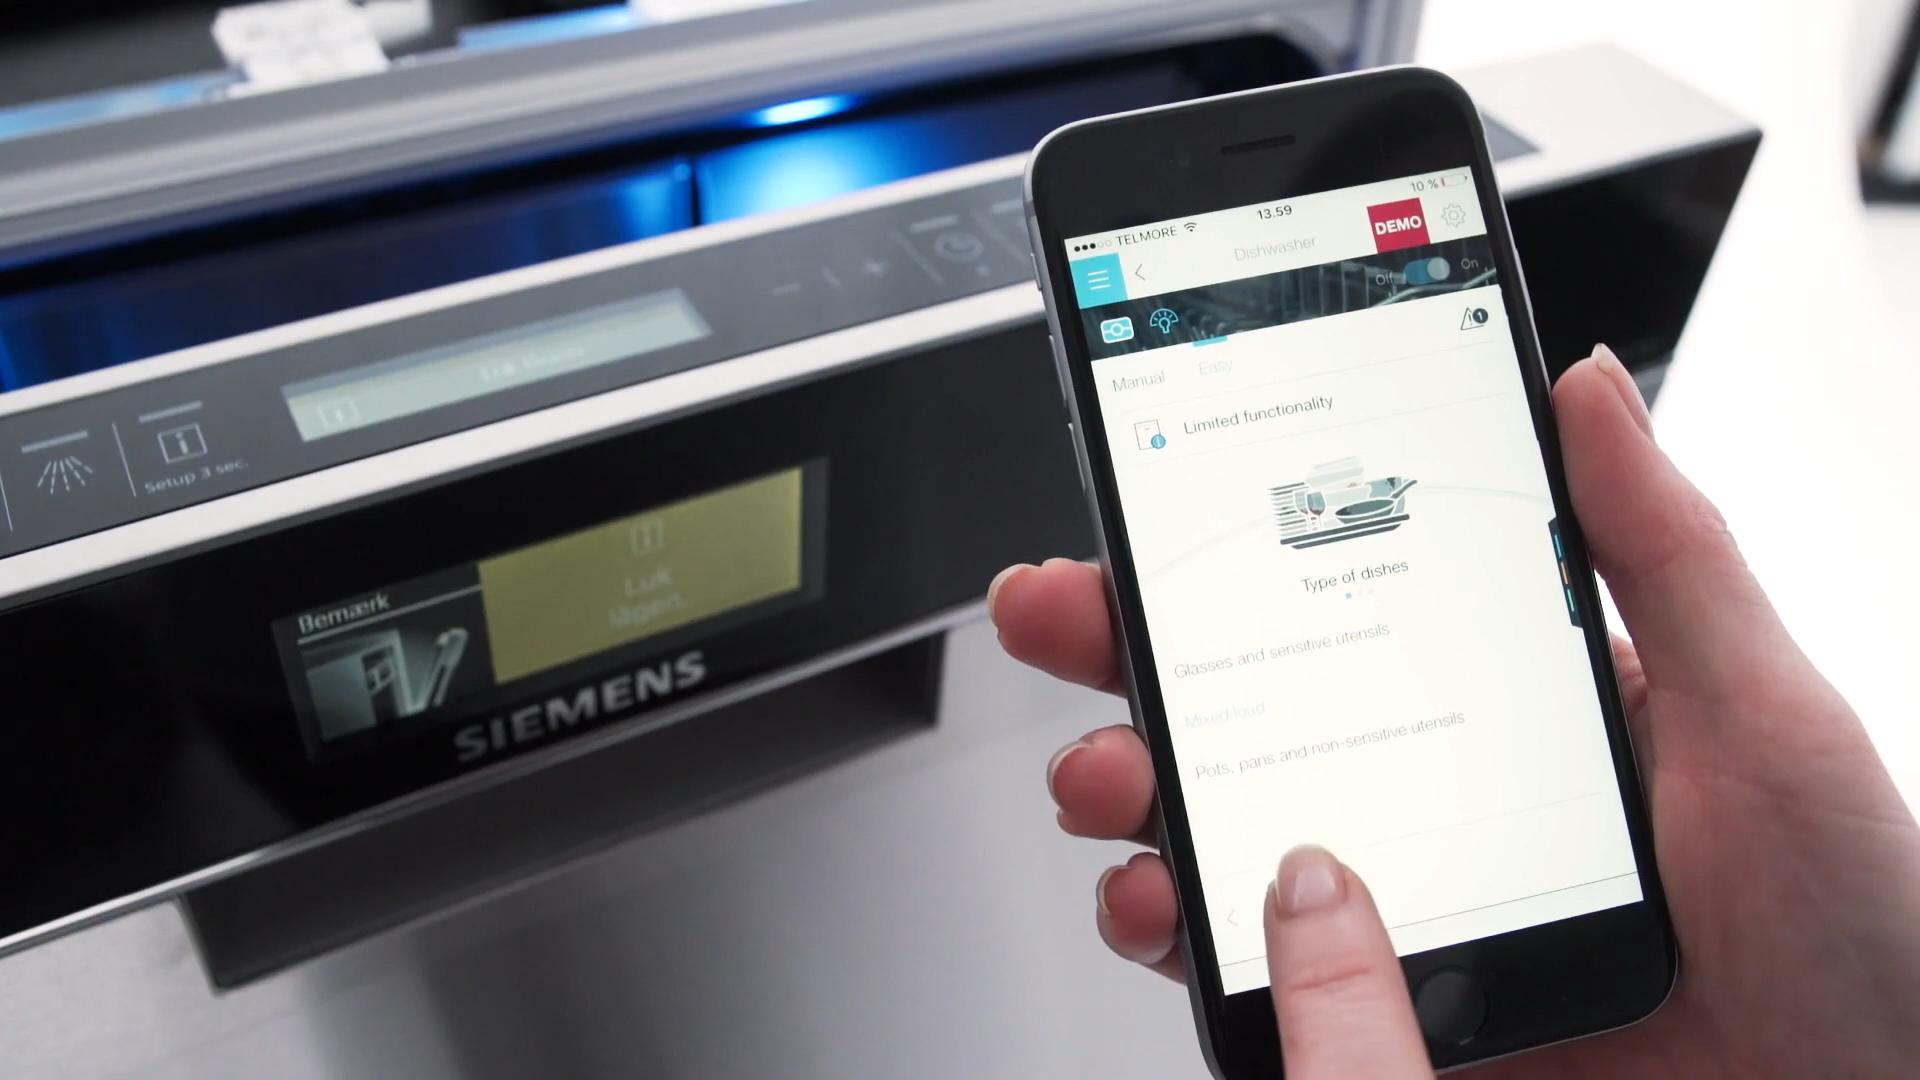 Setup 3 sec.
Bemærk
Luk
lågen.
SIEMENS
TELMORE
13.59
10 %
Dishwasher
DEMO
Off
On
1
Manual
Easy
Limited functionality
Type of dishes
Glasses and sensitive utensils
Mixed load
Pots, pans and non-sensitive utensils